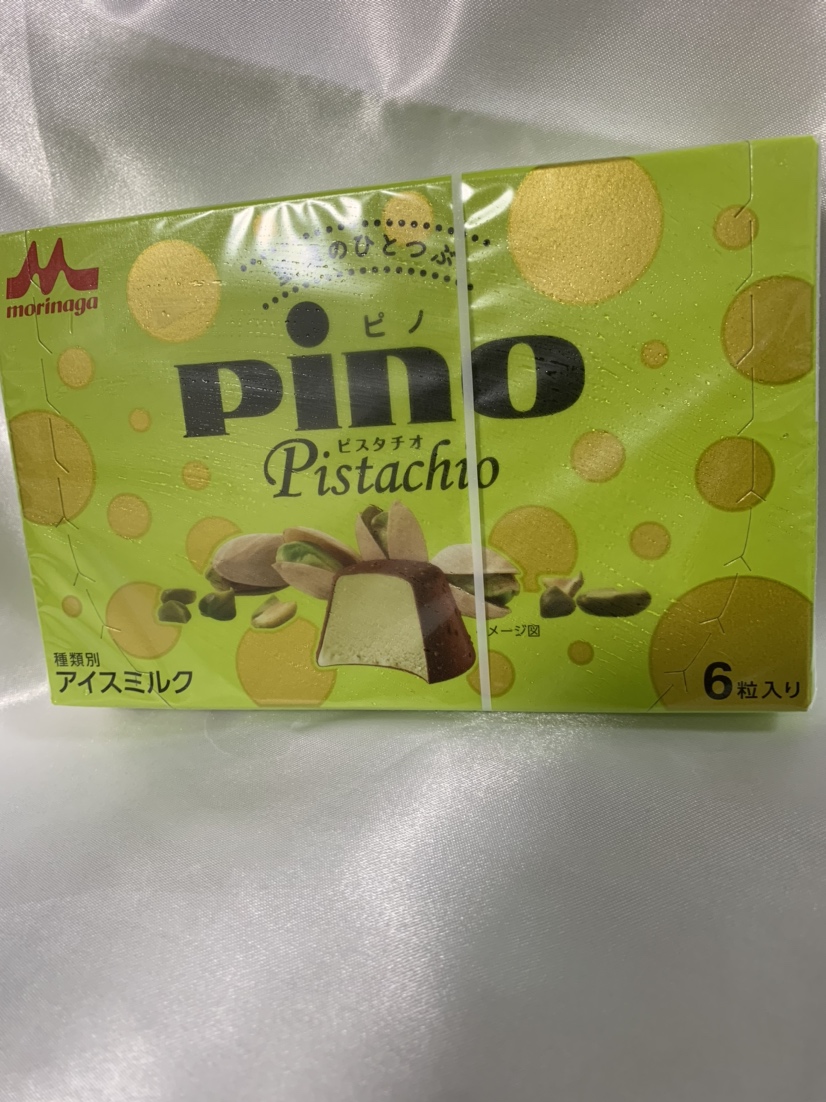 morinaga
のひとつぶ
ピノ
pino
ピスタチオ
Pistachio
メージ図
種類別
アイスミルク
6粒入り